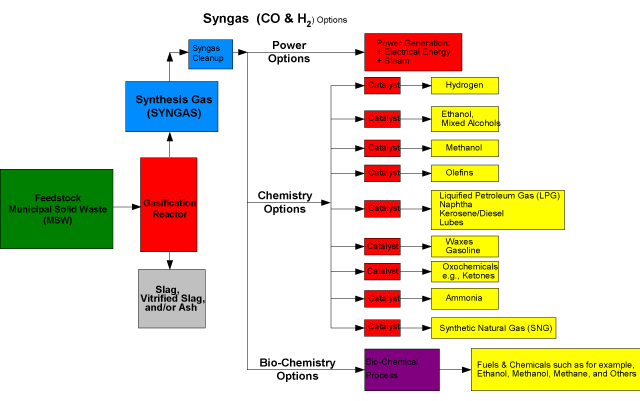 Syngas (CO & H2) Options
Syngas
Cleanup
Power
Options
Power Generation:
+ Electrical Energy
+ Steam
Synthesis Gas
(SYNGAS)
Catalyst
Hydrogen
Catalyst
Ethanol,
Mixed Alcohols
Catalyst
Methanol
Catalyst
Olefins
Feedstock
Municipal Solid Waste
(MSW)
Gasification
Reactor
Chemistry
Options
Catalyst
Liquified Petroleum Gas (LPG)
Naphtha
Kerosene/Diesel
Lubes
Catalyst
Waxes
Gasoline
Catalyst
Oxochemicals
e.g., Ketones
Slag,
Vitrified Slag,
and/or Ash
Catalyst
Ammonia
Catalyst
Synthetic Natural Gas (SNG)
Bio-Chemistry
Options
Bio-Chemical
Process
Fuels & Chemicals such as for example,
Ethanol, Methanol, Methane, and Others